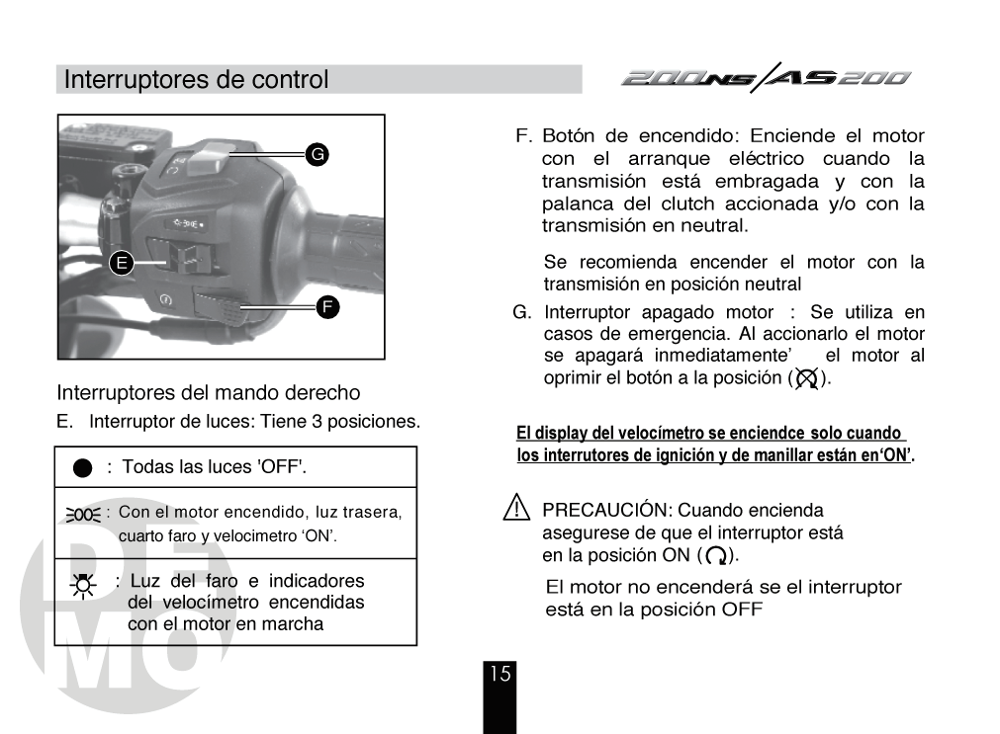 Interruptores de control
200NS/AS200
G
E
F
Interruptores del mando derecho
E. Interruptor de luces: Tiene 3 posiciones.
: Todas las luces 'OFF'.
: Con el motor encendido, luz trasera,
cuarto faro y velocimetro ‘ON’.
: Luz del faro e indicadores
del velocímetro encendidas
con el motor en marcha
DE
MO
F. Botón de encendido: Enciende el motor
con el arranque eléctrico cuando la
transmisión está embragada y con la
palanca del clutch accionada y/o con la
transmisión en neutral.
Se recomienda encender el motor con la
transmisión en posición neutral
G. Interruptor apagado motor : Se utiliza en
casos de emergencia. Al accionarlo el motor
se apagará inmediatamente’ el motor al
oprimir el botón a la posición ( ).
El display del velocímetro se enciendce solo cuando
los interrutores de ignición y de manillar están en‘ON’.
PRECAUCIÓN: Cuando encienda
asegurese de que el interruptor está
en la posición ON ( ).
El motor no encenderá se el interruptor
está en la posición OFF
15